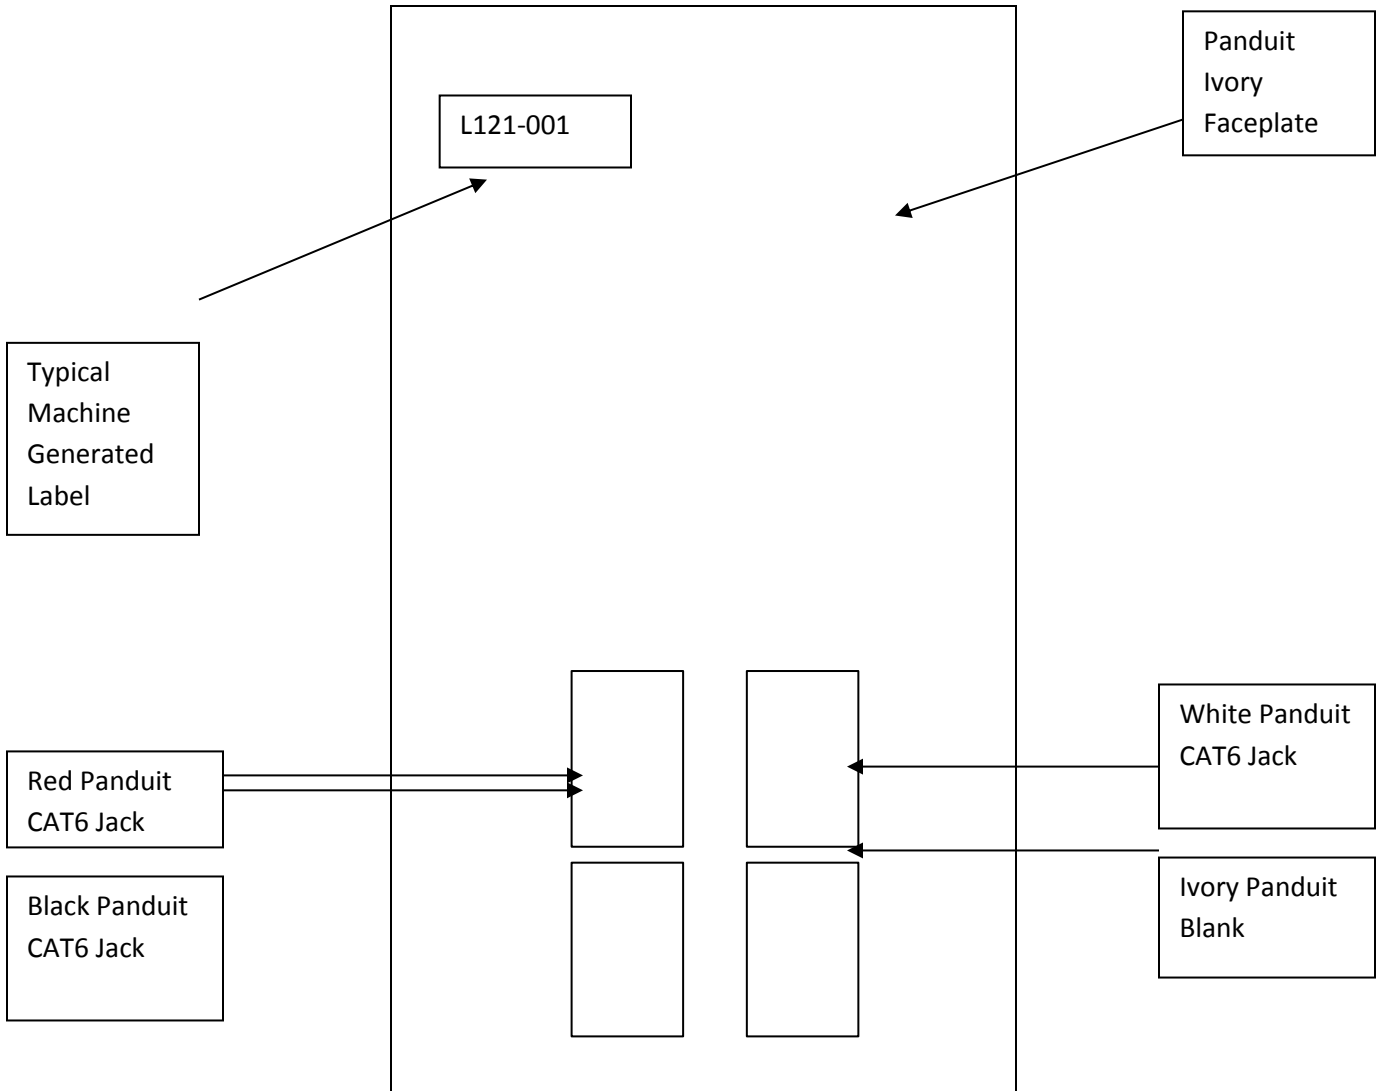 Panduit
Ivory
Faceplate
L121-001
Typical
Machine
Generated
Label
Red Panduit
CAT6 Jack
White Panduit
CAT6 Jack
Black Panduit
CAT6 Jack
Ivory Panduit
Blank